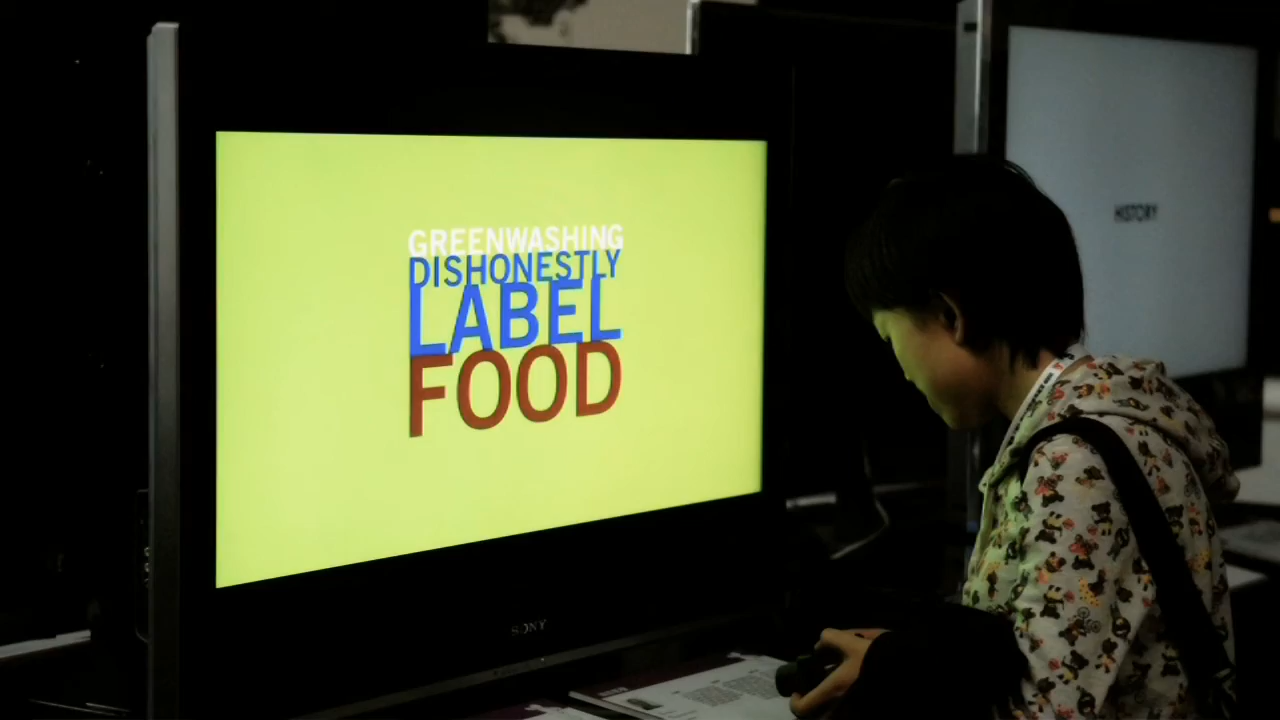 GREENWASHING
DISHONESTLY
LABEL
FOOD
HISTORY
SONY